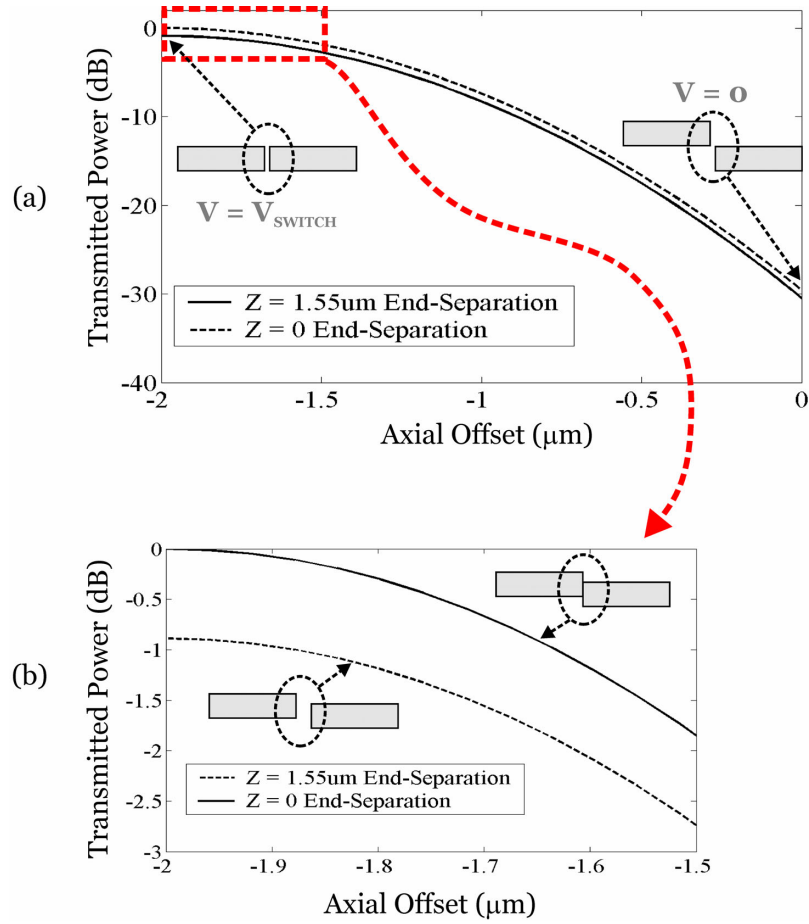 (a)
Transmitted Power (dB)
0
-10
-20
-30
-40
V = VSWITCH
V = 0
Z = 1.55um End-Separation
Z = 0 End-Separation
-2
-1.5
-1
-0.5
0
Axial Offset (μm)
(b)
Transmitted Power (dB)
0
-0.5
-1
-1.5
-2
-2.5
-3
Z = 1.55um End-Separation
Z = 0 End-Separation
-2
-1.9
-1.8
-1.7
-1.6
-1.5
Axial Offset (μm)